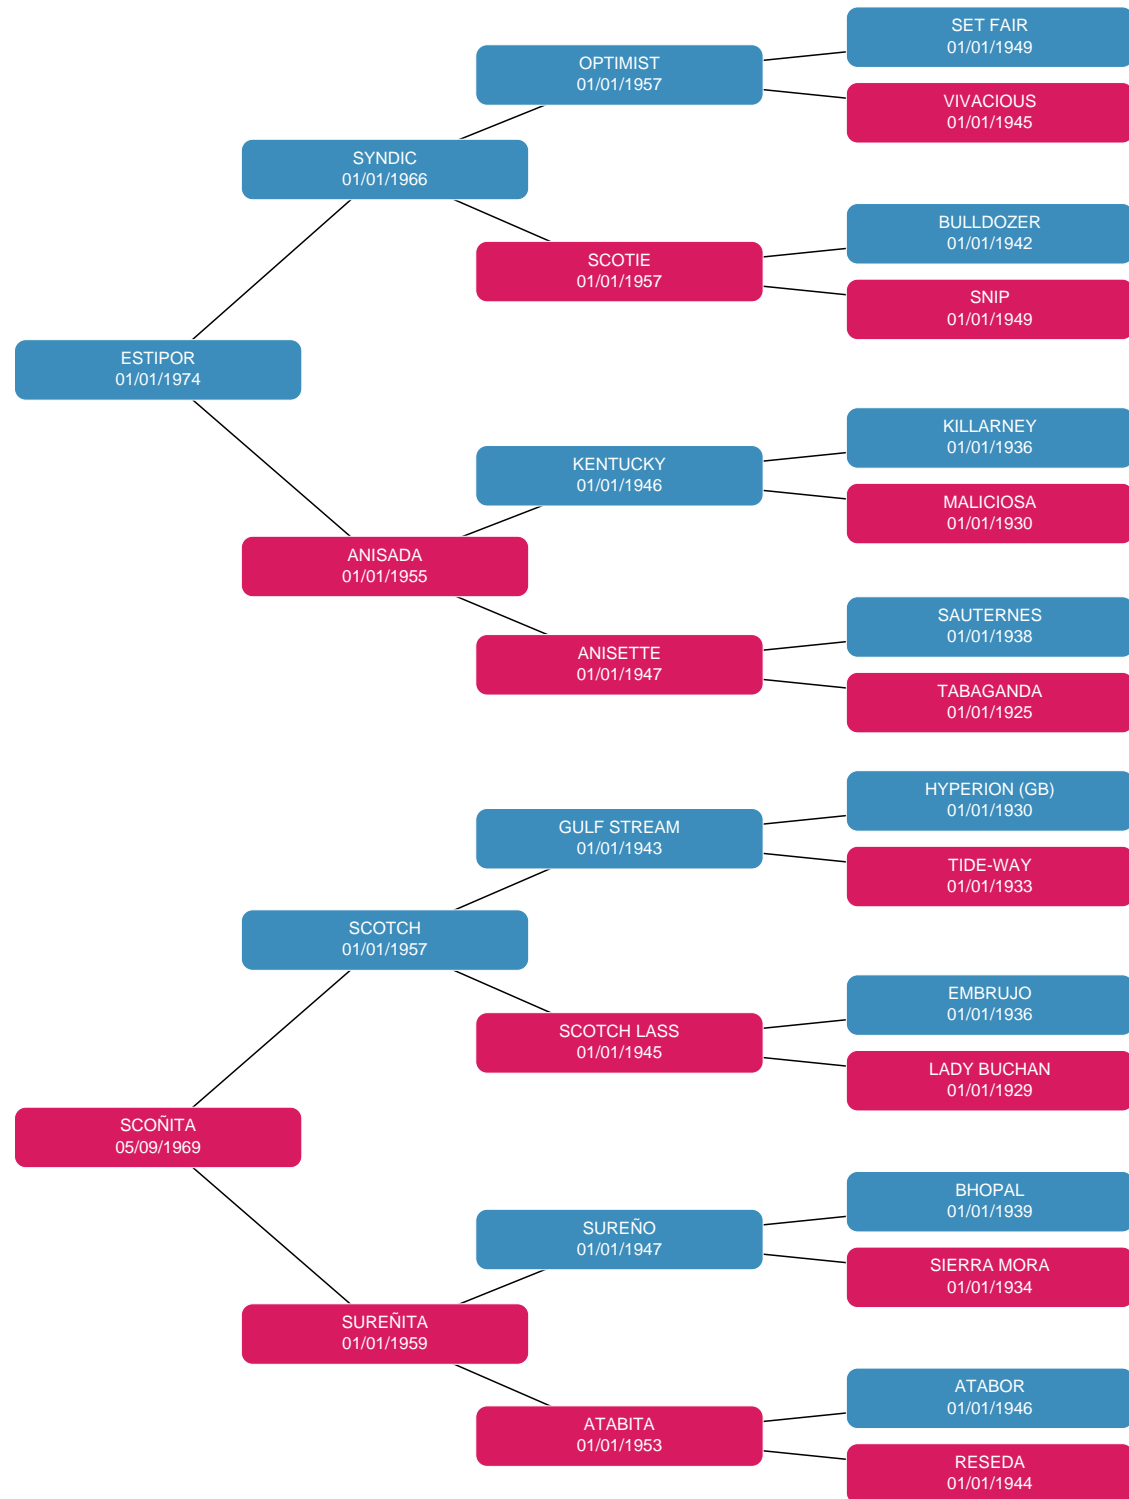 SET FAIR
01/01/1949
OPTIMIST
01/01/1957
VIVACIOUS
01/01/1945
SYNDIC
01/01/1966
BULLDOZER
01/01/1942
SCOTIE
01/01/1957
SNIP
01/01/1949
ESTIPOR
01/01/1974
KILLARNEY
01/01/1936
KENTUCKY
01/01/1946
MALICIOSA
01/01/1930
ANISADA
01/01/1955
SAUTERNES
01/01/1938
ANISETTE
01/01/1947
TABAGANDA
01/01/1925
HYPERION (GB)
01/01/1930
GULF STREAM
01/01/1943
TIDE-WAY
01/01/1933
SCOTCH
01/01/1957
EMBRUJO
01/01/1936
SCOTCH LASS
01/01/1945
LADY BUCHAN
01/01/1929
SCOÑITA
05/09/1969
BHOPAL
01/01/1939
SUREÑO
01/01/1947
SIERRA MORA
01/01/1934
SUREÑITA
01/01/1959
ATABOR
01/01/1946
ATABITA
01/01/1953
RESEDA
01/01/1944